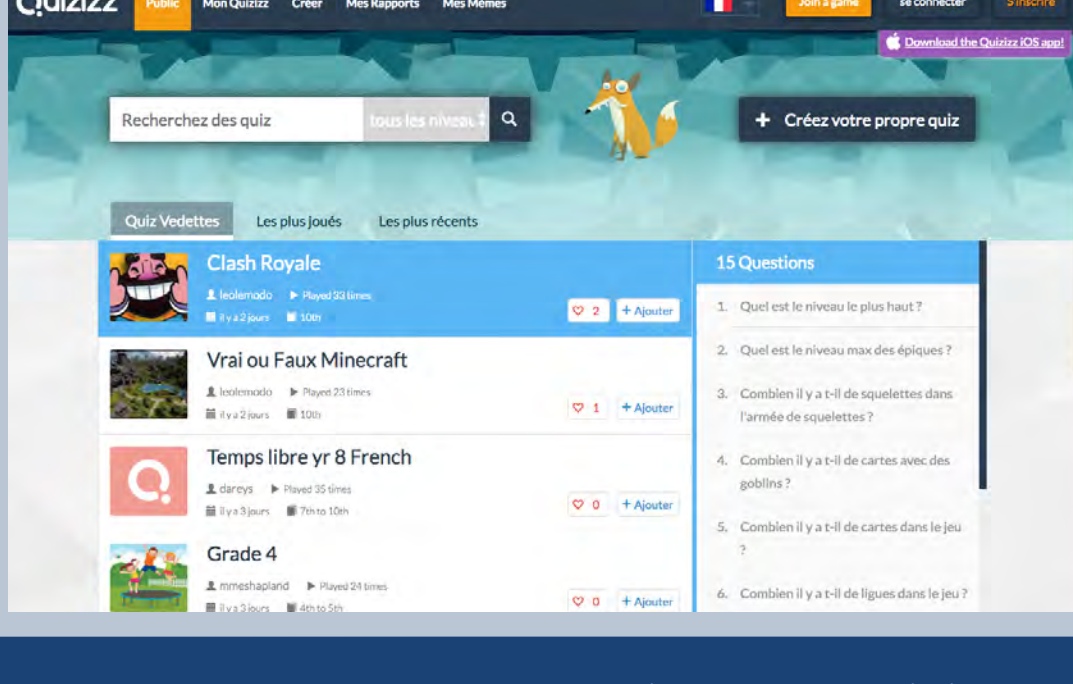 Quizizz Public Mon Quizizz Créer Mes Rapports Mes Mèmes Join a game se connecter S'inscrire
Download the Quizizz iOS app!
Recherchez des quiz tous les niveau
+ Créez votre propre quiz
Quiz Vedettes Les plus joués Les plus récents
Clash Royale
leolemodo Played 33 times
il y a 2 jours 10th
2 + Ajouter
Vrai ou Faux Minecraft
leolemodo Played 23 times
il y a 2 jours 10th
1 + Ajouter
Temps libre yr 8 French
dareys Played 35 times
il y a 3 jours 7th to 10th
0 + Ajouter
Grade 4
mmeshapland Played 24 times
il y a 3 jours 4th to 5th
0 + Ajouter
15 Questions
1. Quel est le niveau le plus haut ?
2. Quel est le niveau max des épiques ?
3. Combien il y a t-il de squelettes dans
l'armée de squelettes ?
4. Combien il y a t-il de cartes avec des
goblins ?
5. Combien il y a t-il de cartes dans le jeu
?
6. Combien il y a t-il de ligues dans le jeu ?